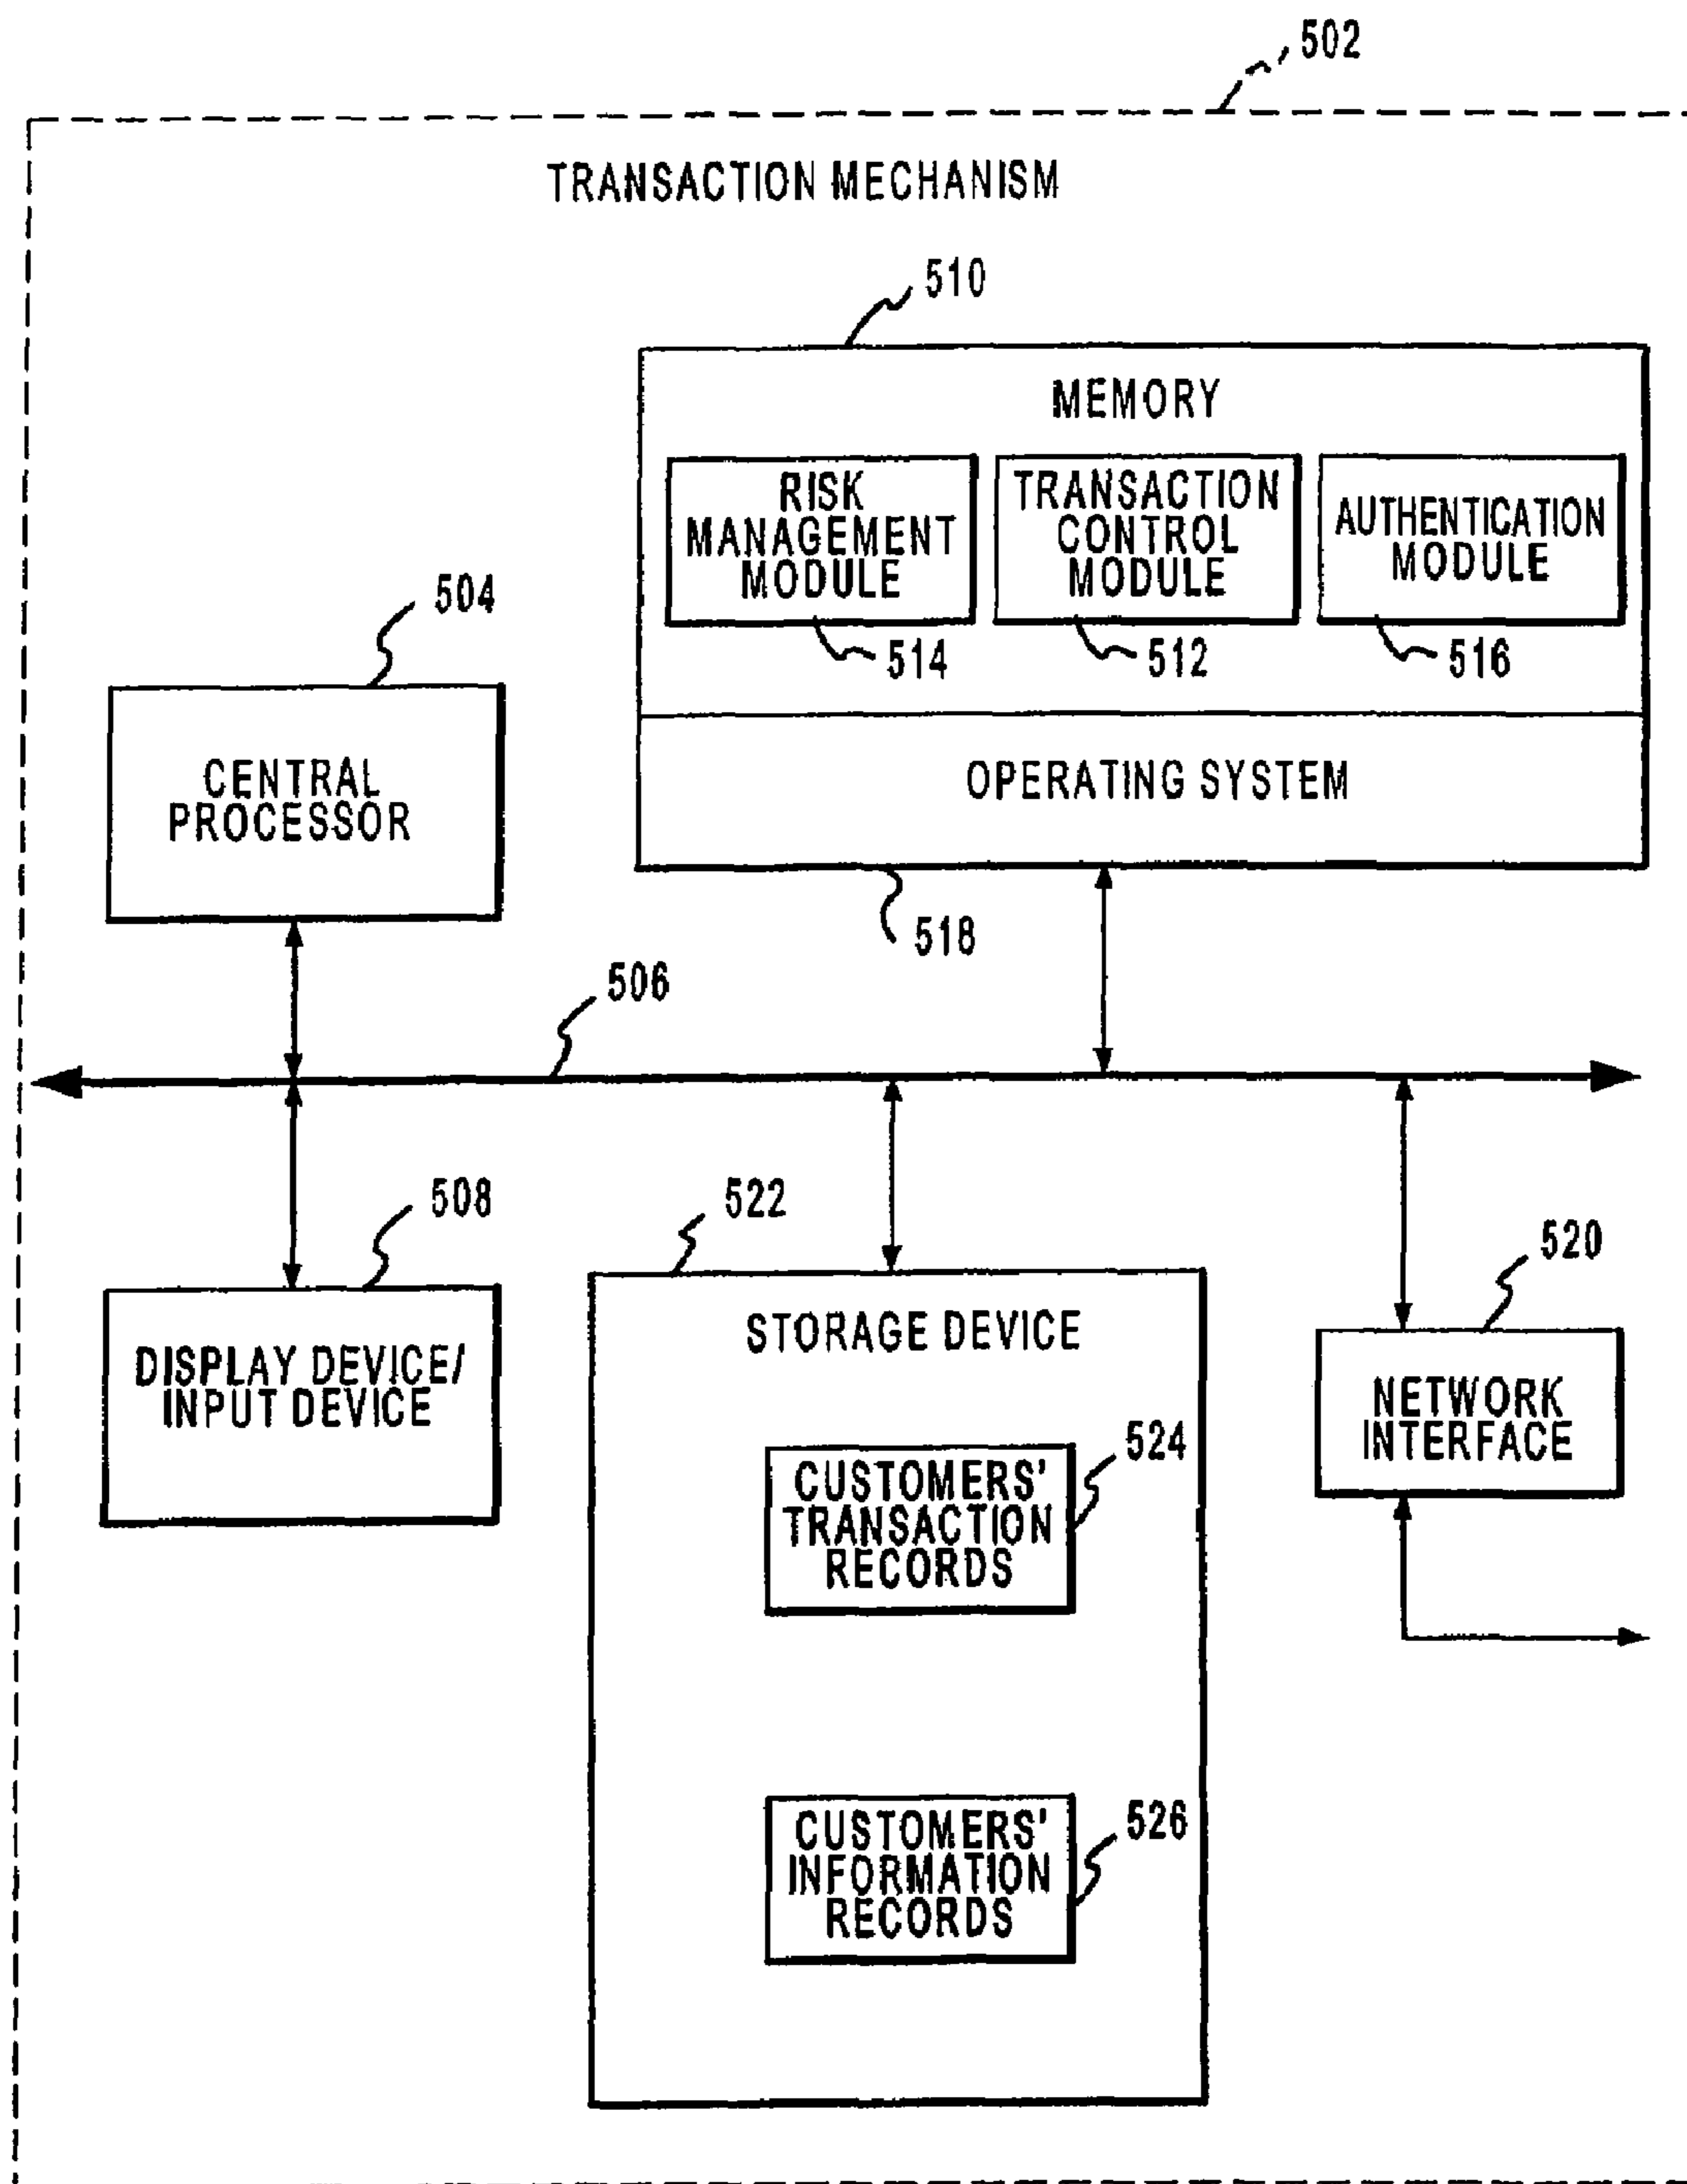 502
TRANSACTION MECHANISM
510
MEMORY
RISK
MANAGEMENT
MODULE
514
TRANSACTION
CONTROL
MODULE
512
AUTHENTICATION
MODULE
516
504
CENTRAL
PROCESSOR
OPERATING SYSTEM
518
506
508
DISPLAY DEVICE/
INPUT DEVICE
522
STORAGE DEVICE
524
CUSTOMERS'
TRANSACTION
RECORDS
526
CUSTOMERS'
INFORMATION
RECORDS
520
NETWORK
INTERFACE